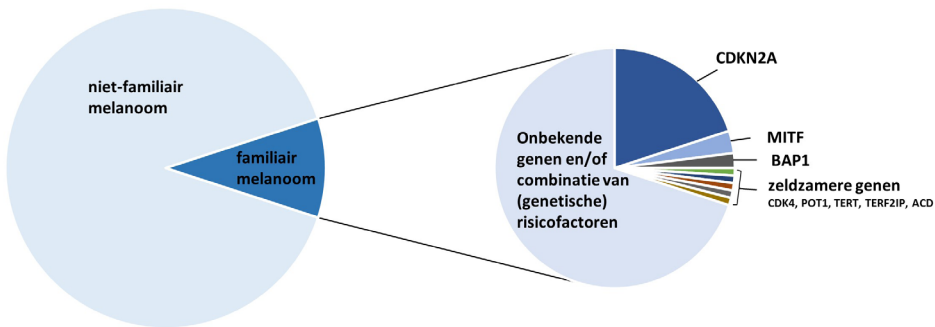 niet-familiair
melanoom
familiair
melanoom
Onbekende
genen en/of
combinatie van
(genetische)
risicofactoren
CDKN2A
MITF
BAP1
zeldzamere genen
CDK4, POT1, TERT, TERF2IP, ACD